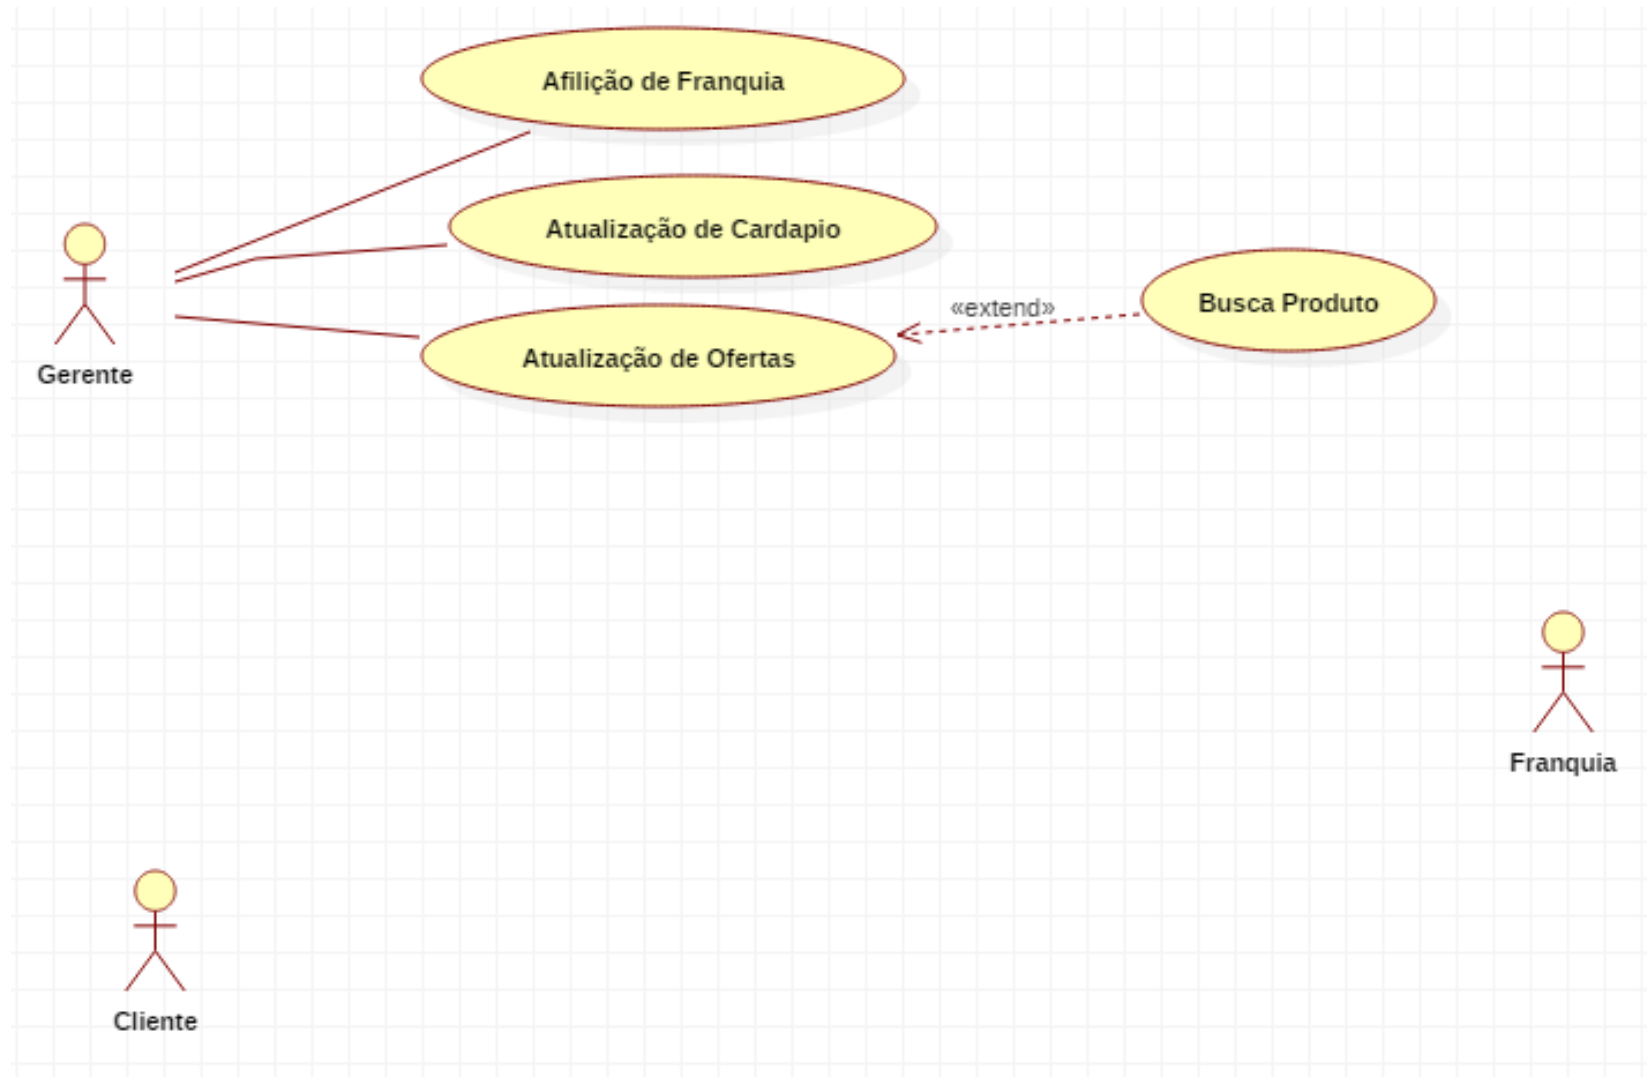 Afilição de Franquia
Atualização de Cardapio
«extend»
Busca Produto
Atualização de Ofertas
Gerente
Franquia
Cliente